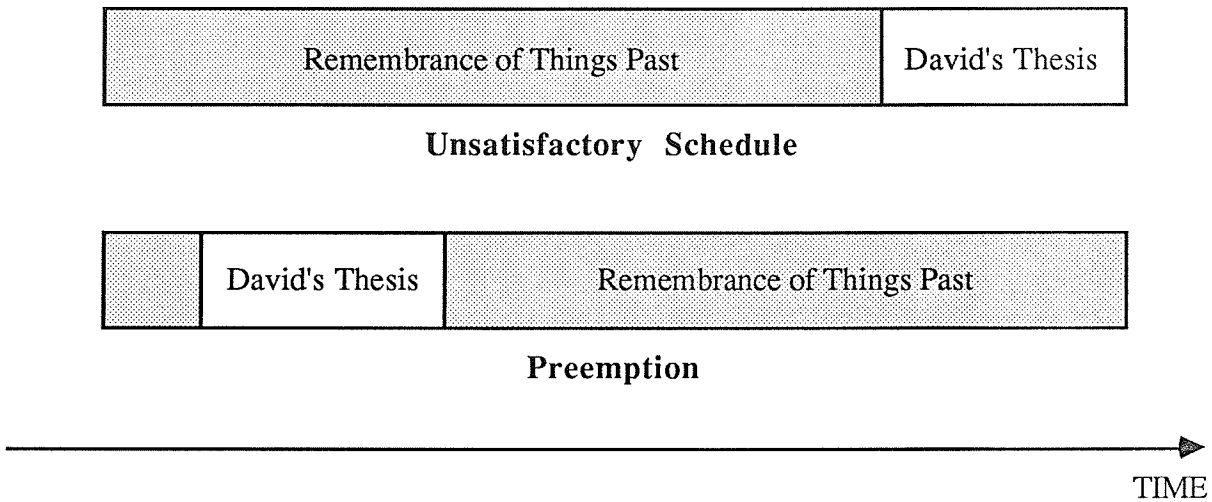 Remembrance of Things Past David's Thesis
Unsatisfactory Schedule
David's Thesis Remembrance of Things Past
Preemption
TIME